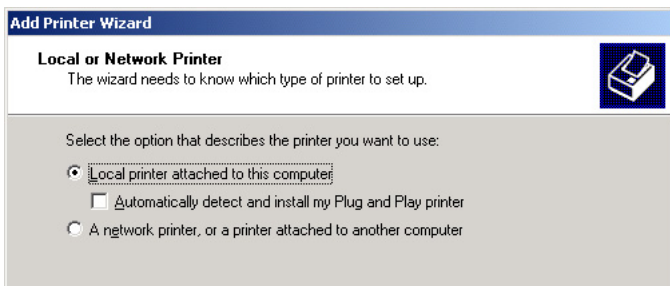 Add Printer Wizard
Local or Network Printer
The wizard needs to know which type of printer to set up.
Select the option that describes the printer you want to use:
Local printer attached to this computer
Automatically detect and install my Plug and Play printer
A network printer, or a printer attached to another computer